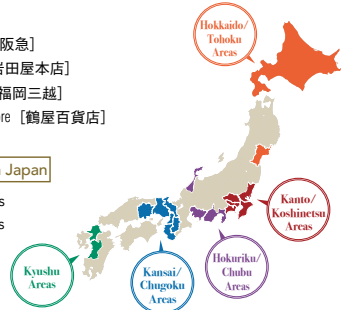 阪急]
岩田屋本店]
福岡三越]
re [鶴屋百貨店]
Japan
s
s
Hokkaido/
Tohoku
Areas
Kanto/
Koshinetsu
Areas
Hokuriku/
Chubu
Areas
Kansai/
Chugoku
Areas
Kyushu
Areas